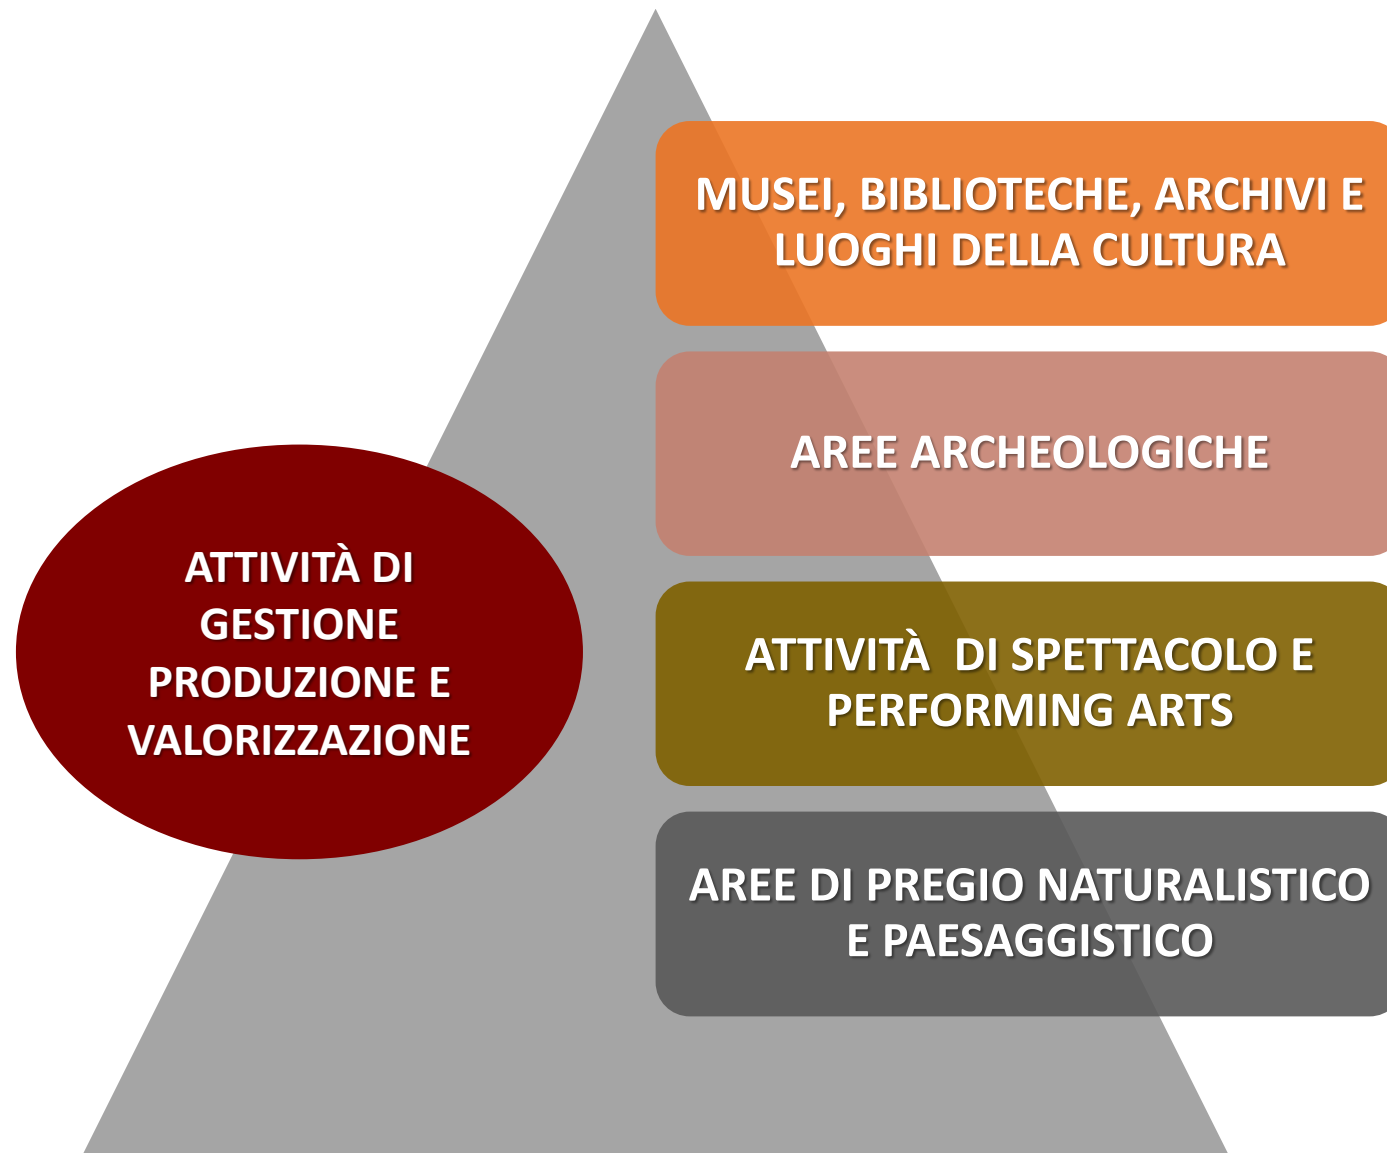 MUSEI, BIBLIOTECHE, ARCHIVI E
LUOGHI DELLA CULTURA
AREE ARCHEOLOGICHE
ATTIVITÀ DI
GESTIONE
PRODUZIONE E
VALORIZZAZIONE
ATTIVITÀ  DI SPETTACOLO E
PERFORMING ARTS
AREE DI PREGIO NATURALISTICO
E PAESAGGISTICO